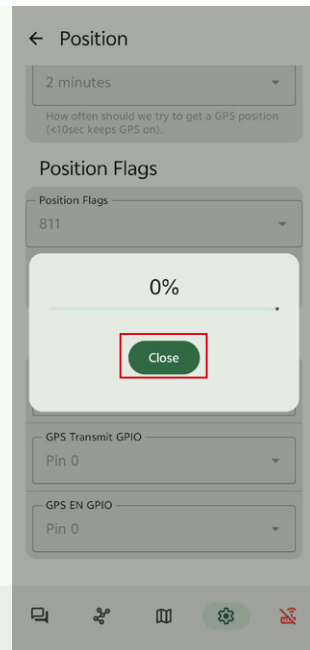 Position
2 minutes
How often should we try to get a GPS position
(<10sec keeps GPS on).
Position Flags
Position Flags
811
0%
Close
GPS Transmit GPIO
Pin 0
GPS EN GPIO
Pin 0